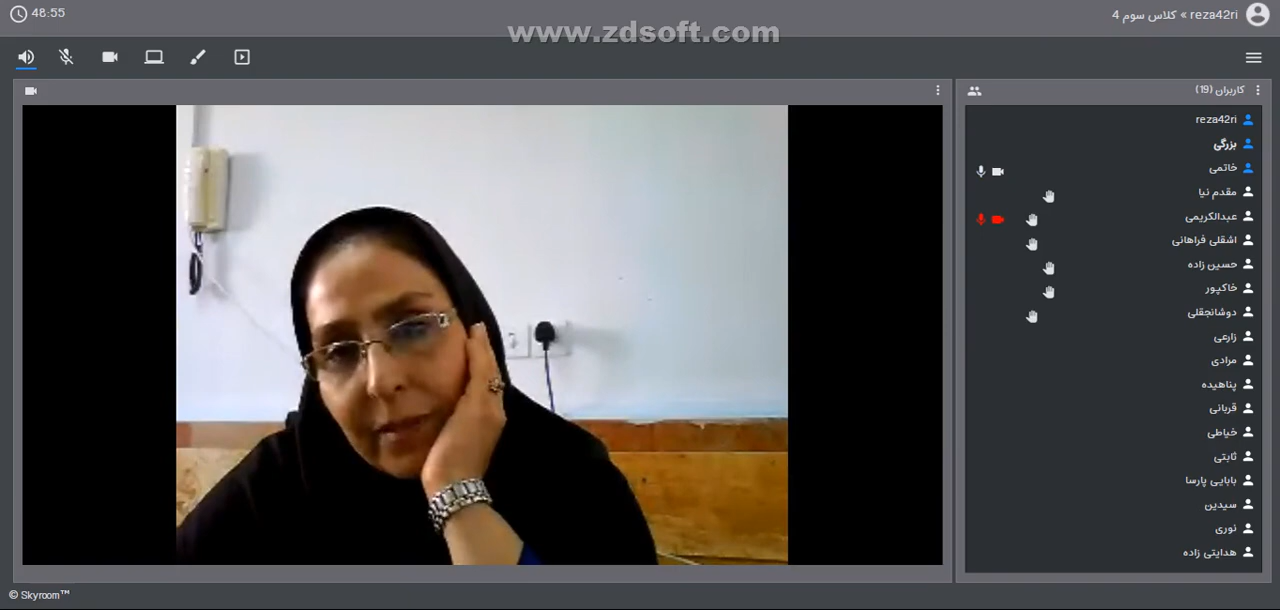 48:55
www.zdsoft.com
reza42ri » کلاس سوم 4
کاربران (19)
reza42ri
بزرگی
خاتمی
مقدم نیا
عبدالکریمی
اشقلی فراهانی
حسین زاده
خاکپور
دوشانجقلی
زارعی
مرادی
پناهیده
قربانی
خیاطی
ثابتی
بابایی پارسا
سیدین
نوری
هدایتی زاده
© Skyroom™